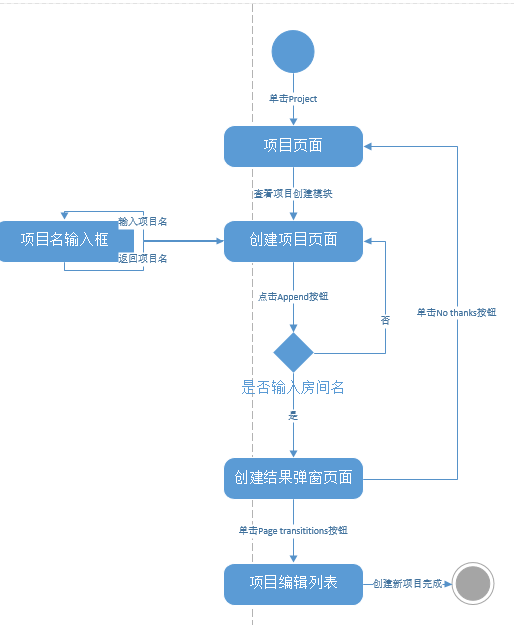 单击Project
项目页面
查看项目创建模块
输入项目名
项目名输入框
创建项目页面
返回项目名
点击Append按钮
单击No thanks按钮
否
是否输入房间名
是
创建结果弹窗页面
单击Page transititions按钮
项目编辑列表
创建新项目完成